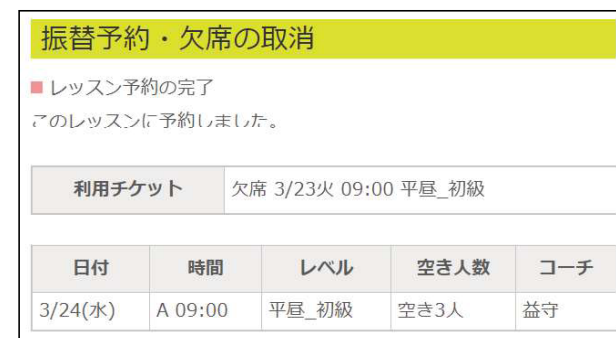 振替予約・欠席の取消
レッスン予約の完了
このレッスンに予約しました。
利用チケット 欠席 3/23火 09:00 平昼_初級
日付 時間 レベル 空き人数 コーチ
3/24(水) A 09:00 平昼_初級 空き3人 益守